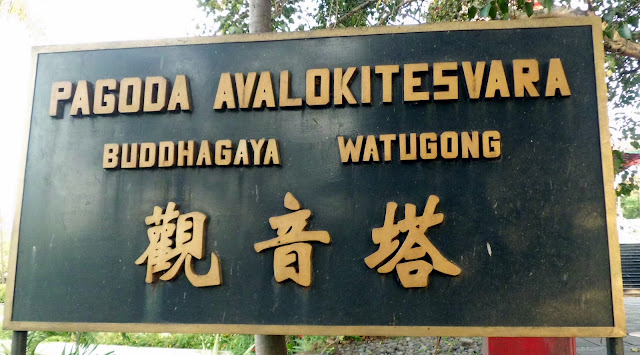 PAGODA AVALOKITESVARA
BUDDHAGAYA WATUGONG
觀音塔